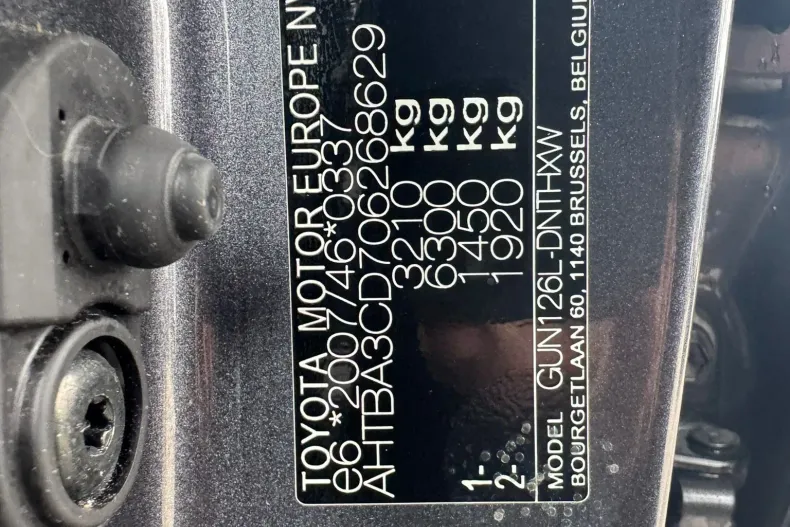 TOYOTA MOTOR EUROPE NV
e6*2007/46*0337
AHTBA3CD706268629
3210 kg
6300 kg
1- 1450 kg
2- 1920 kg
MODEL GUN126L-DNTHXW
BOURGETLAAN 60, 1140 BRUSSELS, BELGIUM